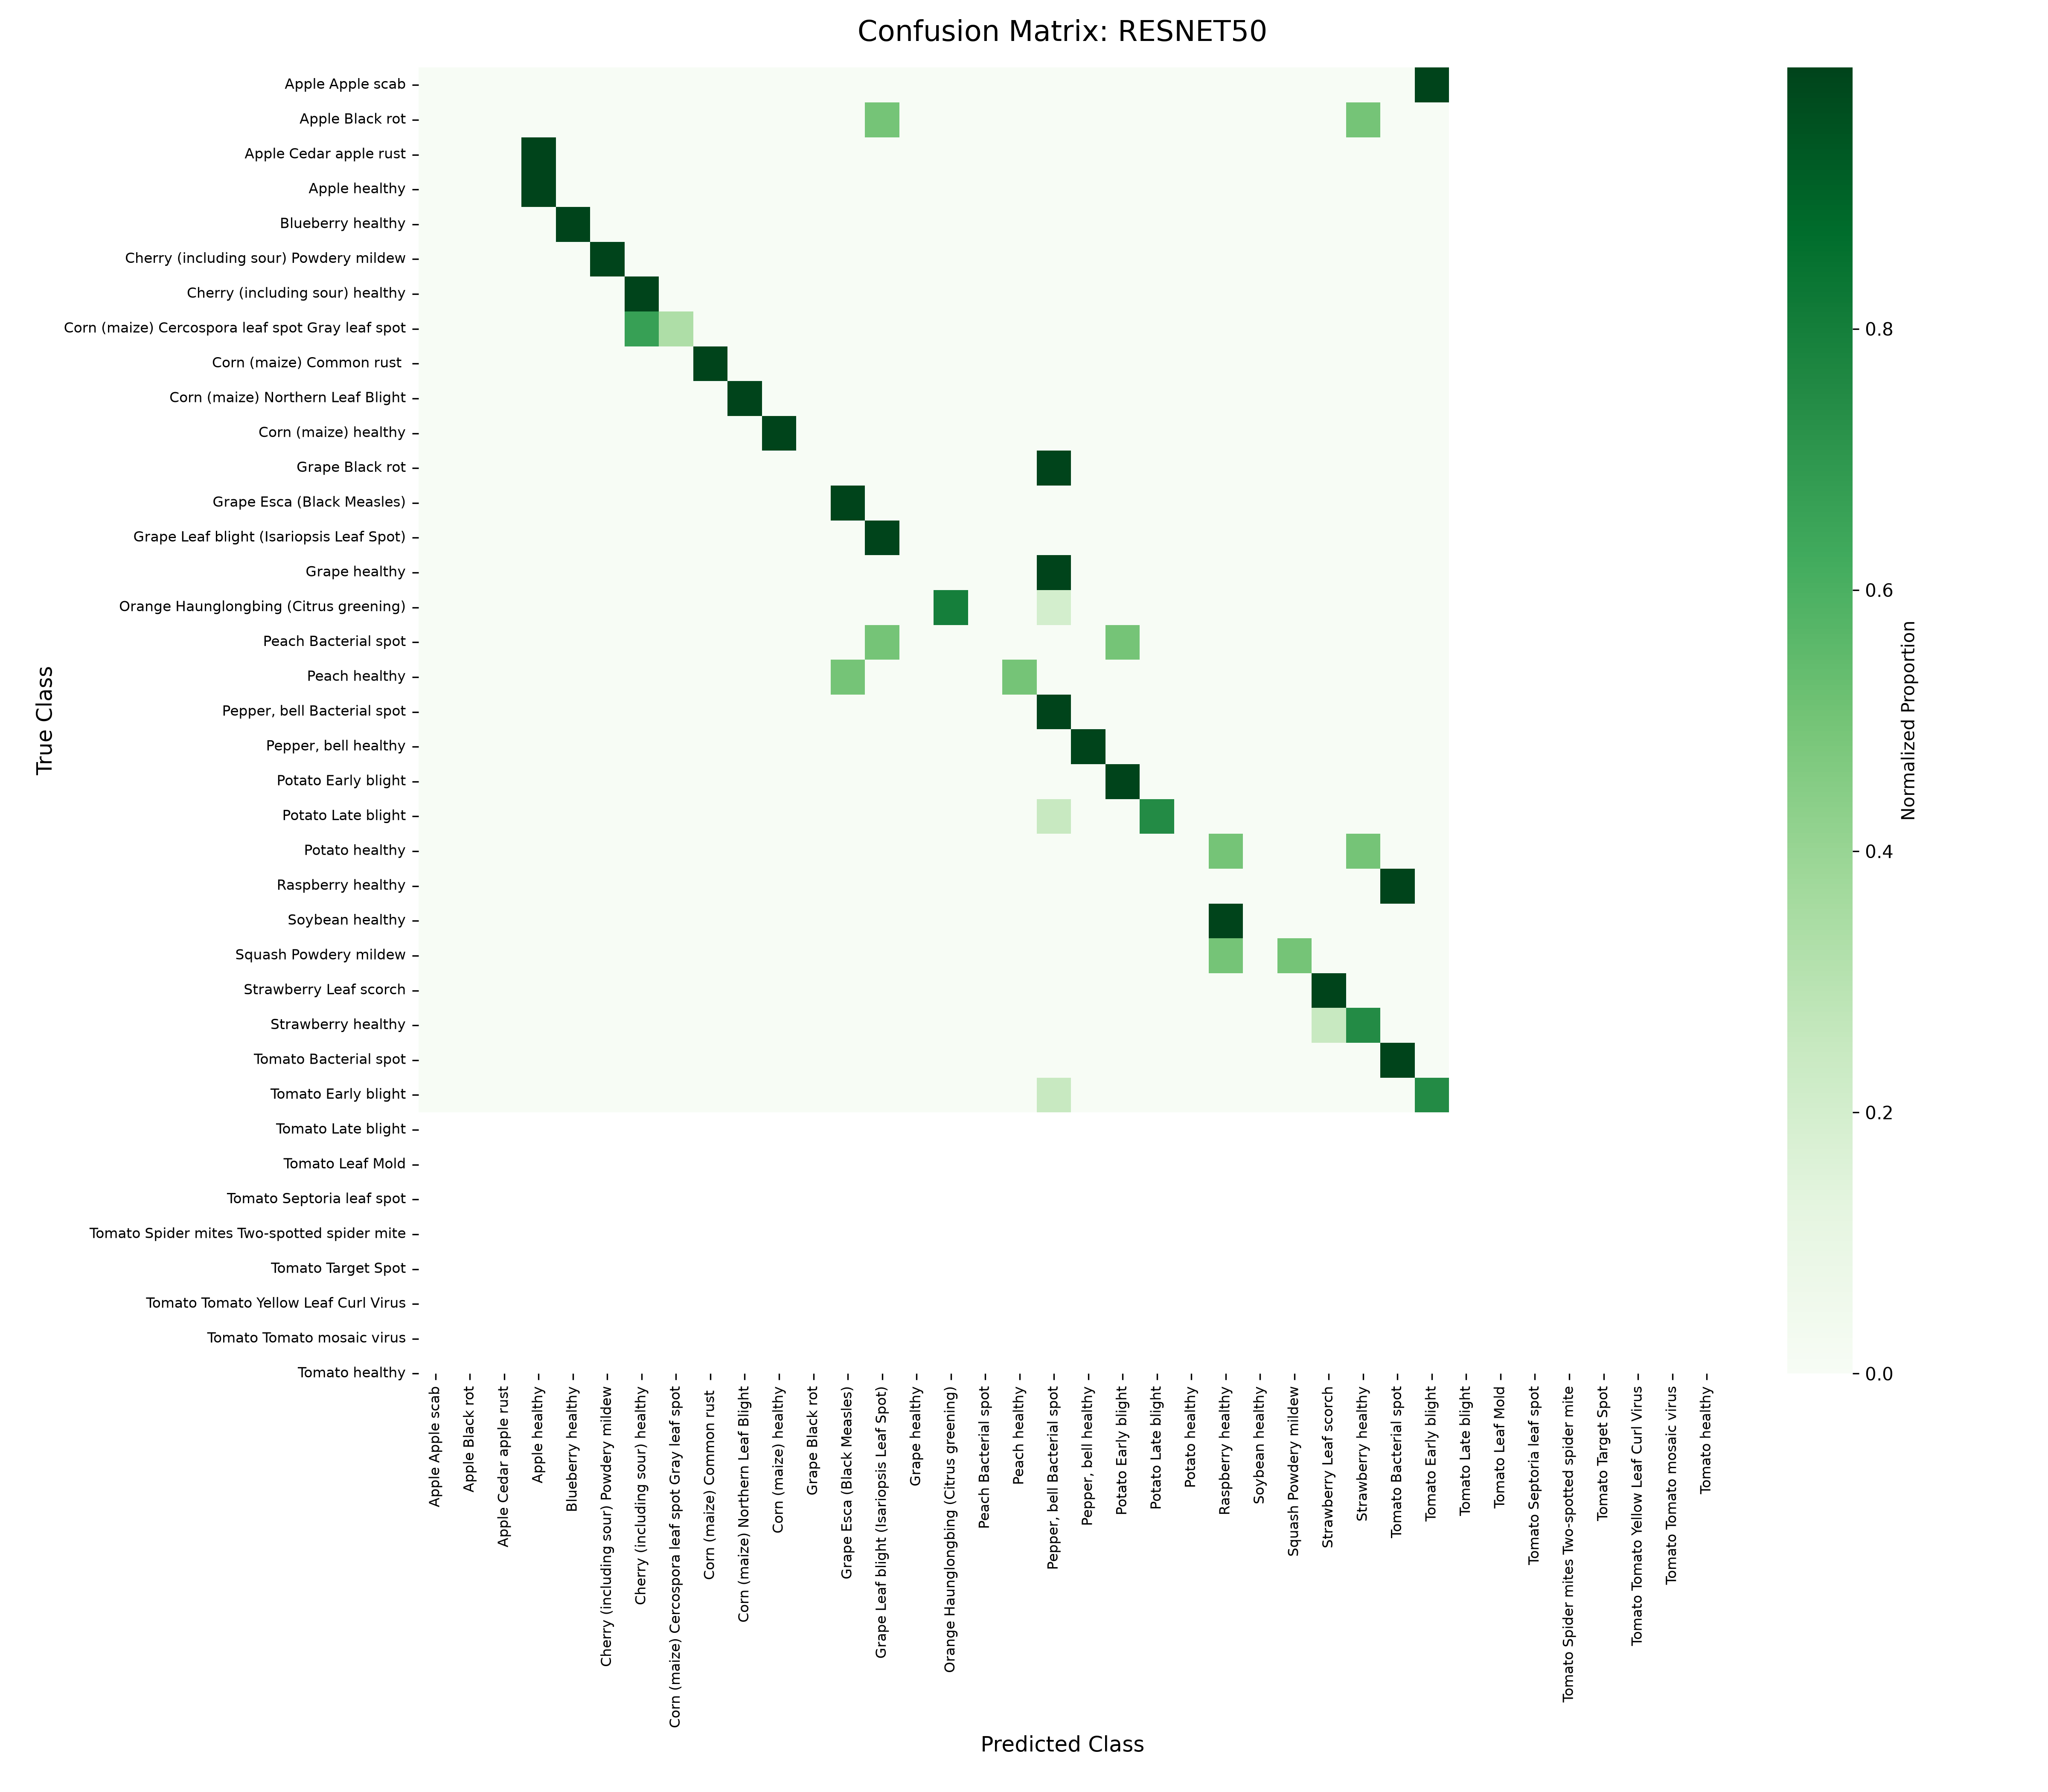 Confusion Matrix: RESNET50
True Class
Apple Apple scab
Apple Black rot
Apple Cedar apple rust
Apple healthy
Blueberry healthy
Cherry (including sour) Powdery mildew
Cherry (including sour) healthy
Corn (maize) Cercospora leaf spot Gray leaf spot
Corn (maize) Common rust
Corn (maize) Northern Leaf Blight
Corn (maize) healthy
Grape Black rot
Grape Esca (Black Measles)
Grape Leaf blight (Isariopsis Leaf Spot)
Grape healthy
Orange Haunglongbing (Citrus greening)
Peach Bacterial spot
Peach healthy
Pepper, bell Bacterial spot
Pepper, bell healthy
Potato Early blight
Potato Late blight
Potato healthy
Raspberry healthy
Soybean healthy
Squash Powdery mildew
Strawberry Leaf scorch
Strawberry healthy
Tomato Bacterial spot
Tomato Early blight
Tomato Late blight
Tomato Leaf Mold
Tomato Septoria leaf spot
Tomato Spider mites Two-spotted spider mite
Tomato Target Spot
Tomato Tomato Yellow Leaf Curl Virus
Tomato Tomato mosaic virus
Tomato healthy
Apple Apple scab
Apple Black rot
Apple Cedar apple rust
Apple healthy
Blueberry healthy
Cherry (including sour) Powdery mildew
Cherry (including sour) healthy
Corn (maize) Cercospora leaf spot Gray leaf spot
Corn (maize) Common rust
Corn (maize) Northern Leaf Blight
Corn (maize) healthy
Grape Black rot
Grape Esca (Black Measles)
Grape Leaf blight (Isariopsis Leaf Spot)
Grape healthy
Orange Haunglongbing (Citrus greening)
Peach Bacterial spot
Peach healthy
Pepper, bell Bacterial spot
Pepper, bell healthy
Potato Early blight
Potato Late blight
Potato healthy
Raspberry healthy
Soybean healthy
Squash Powdery mildew
Strawberry Leaf scorch
Strawberry healthy
Tomato Bacterial spot
Tomato Early blight
Tomato Late blight
Tomato Leaf Mold
Tomato Septoria leaf spot
Tomato Spider mites Two-spotted spider mite
Tomato Target Spot
Tomato Tomato Yellow Leaf Curl Virus
Tomato Tomato mosaic virus
Tomato healthy
Predicted Class
0.8
0.6
0.4
0.2
0.0
Normalized Proportion